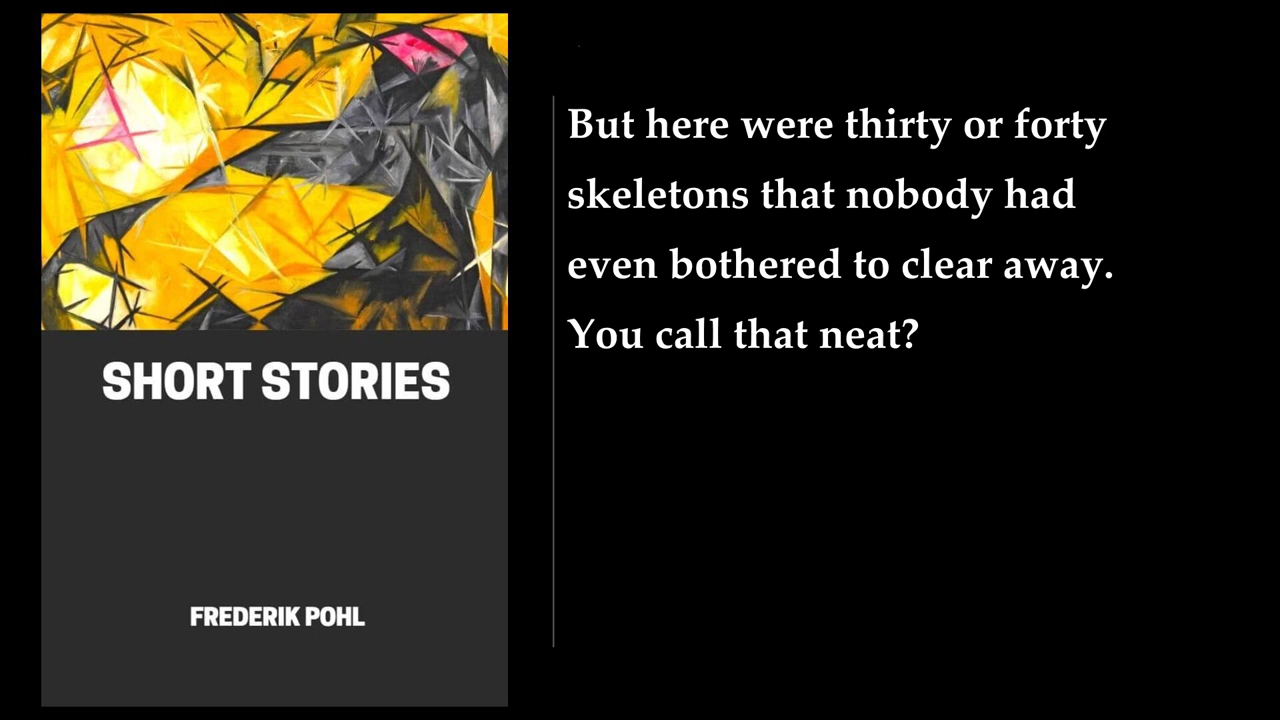 SHORT STORIES
FREDERIK POHL
But here were thirty or forty
skeletons that nobody had
even bothered to clear away.
You call that neat?